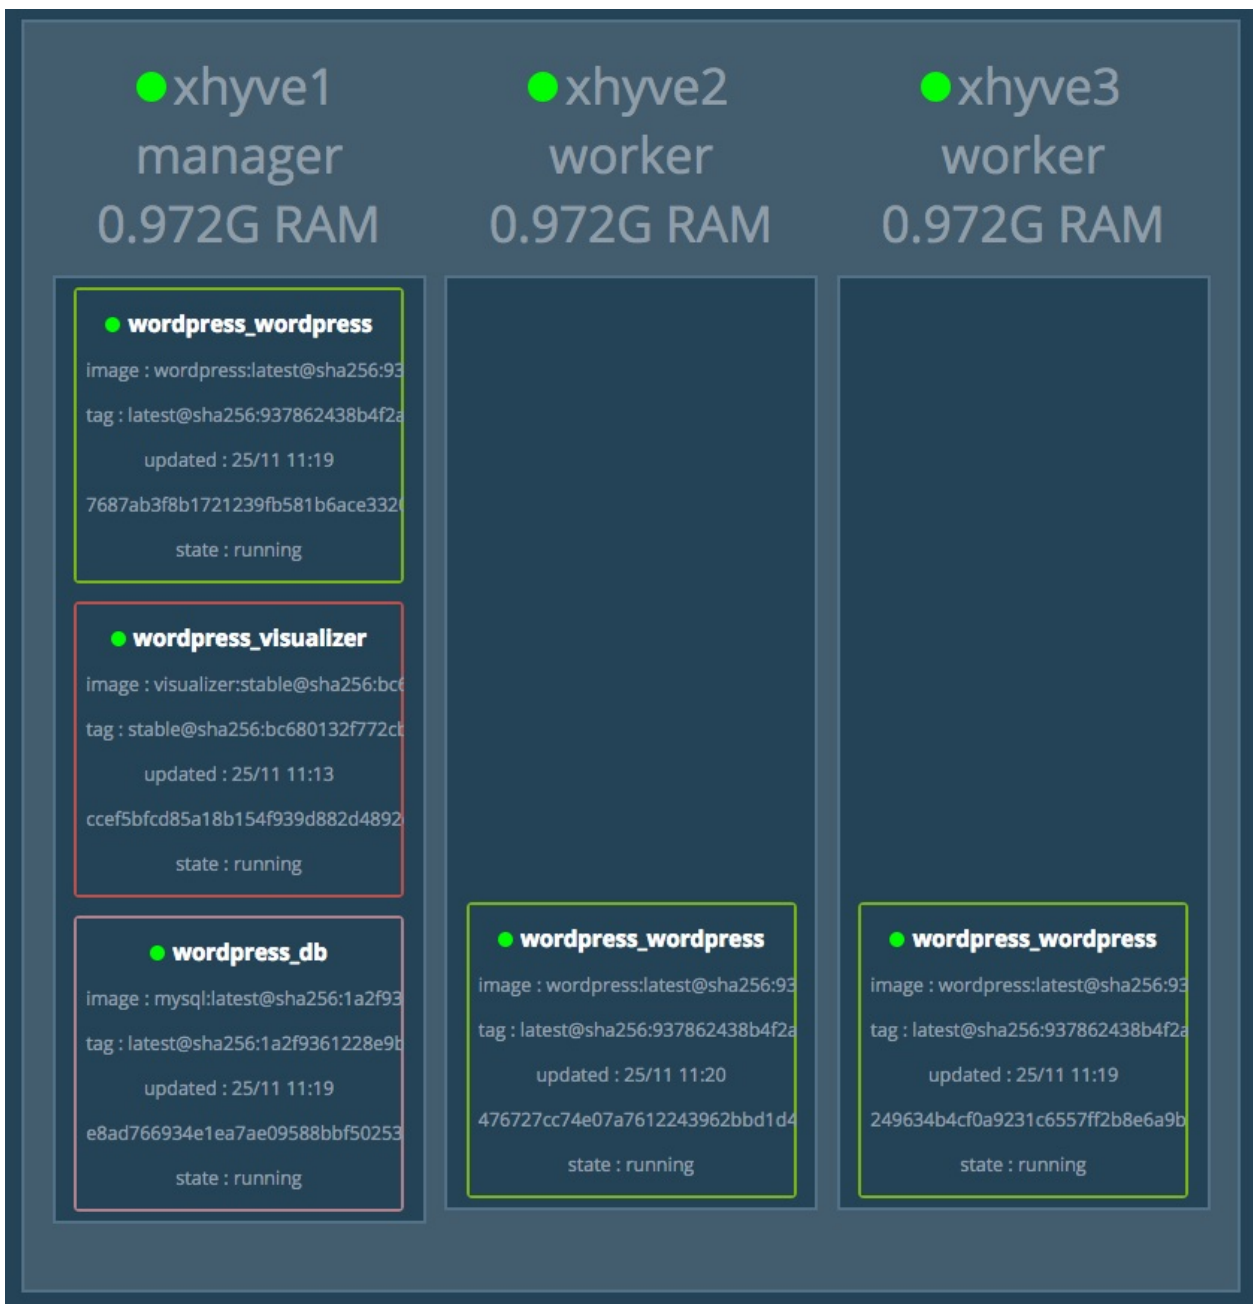 xhyve1
manager
0.972G RAM
wordpress_wordpress
image : wordpress:latest@sha256:93
tag : latest@sha256:937862438b4f2a
updated : 25/11 11:19
7687ab3f8b1721239fb581b6ace332
state : running
wordpress_visualizer
image : visualizer:stable@sha256:bc6
tag : stable@sha256:bc680132f772cb
updated : 25/11 11:13
ccef5bfcd85a18b154f939d882d4892
state : running
wordpress_db
image : mysql:latest@sha256:1a2f93
tag : latest@sha256:1a2f9361228e9b
updated : 25/11 11:19
e8ad766934e1ea7ae09588bbf50253
state : running
xhyve2
worker
0.972G RAM
wordpress_wordpress
image : wordpress:latest@sha256:93
tag : latest@sha256:937862438b4f2a
updated : 25/11 11:20
476727cc74e07a7612243962bbd1d4
state : running
xhyve3
worker
0.972G RAM
wordpress_wordpress
image : wordpress:latest@sha256:93
tag : latest@sha256:937862438b4f2a
updated : 25/11 11:19
249634b4cf0a9231c6557ff2b8e6a9b
state : running